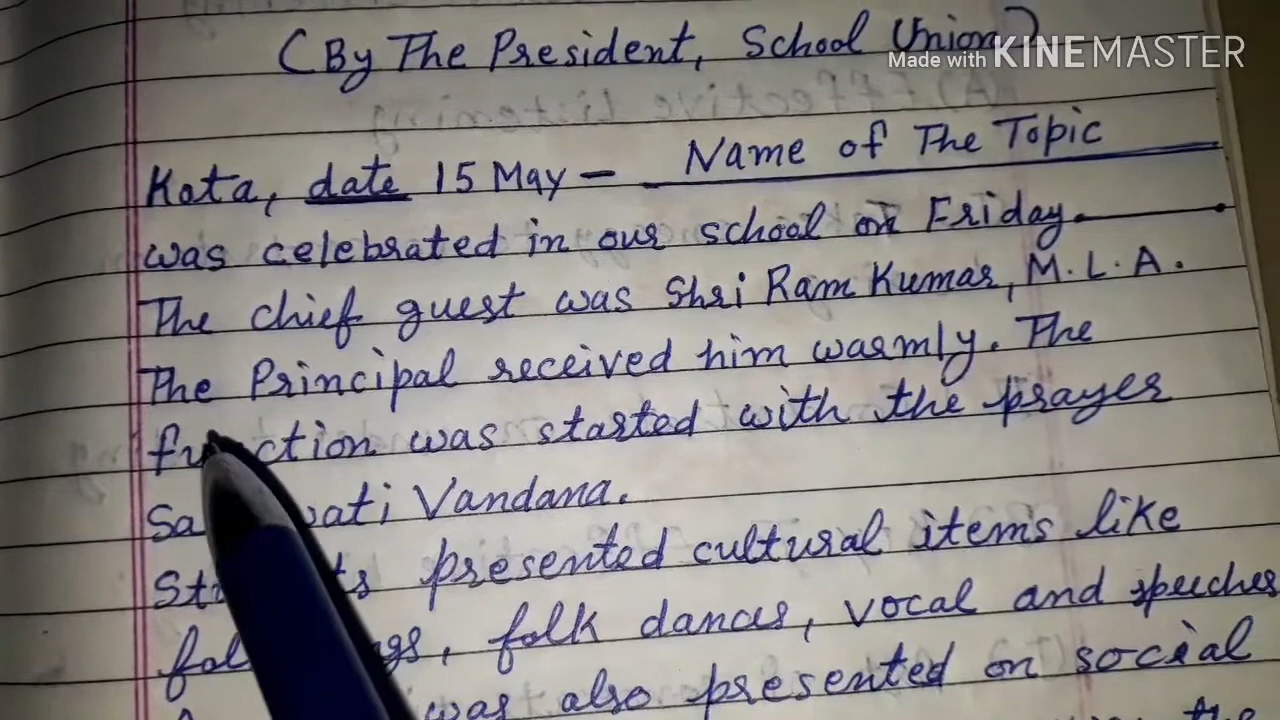 (By The President, School Union)
Made with KINEMASTER
Kota, date 15 May - Name of The Topic
was celebrated in our school on Friday.
The chief guest was Shri Ram Kumar, M.L.A.
The Principal received him warmly. The
function was started with the prayer
Vandana.
presented cultural items like
folk dances, vocal and speeches
was also presented on social
the